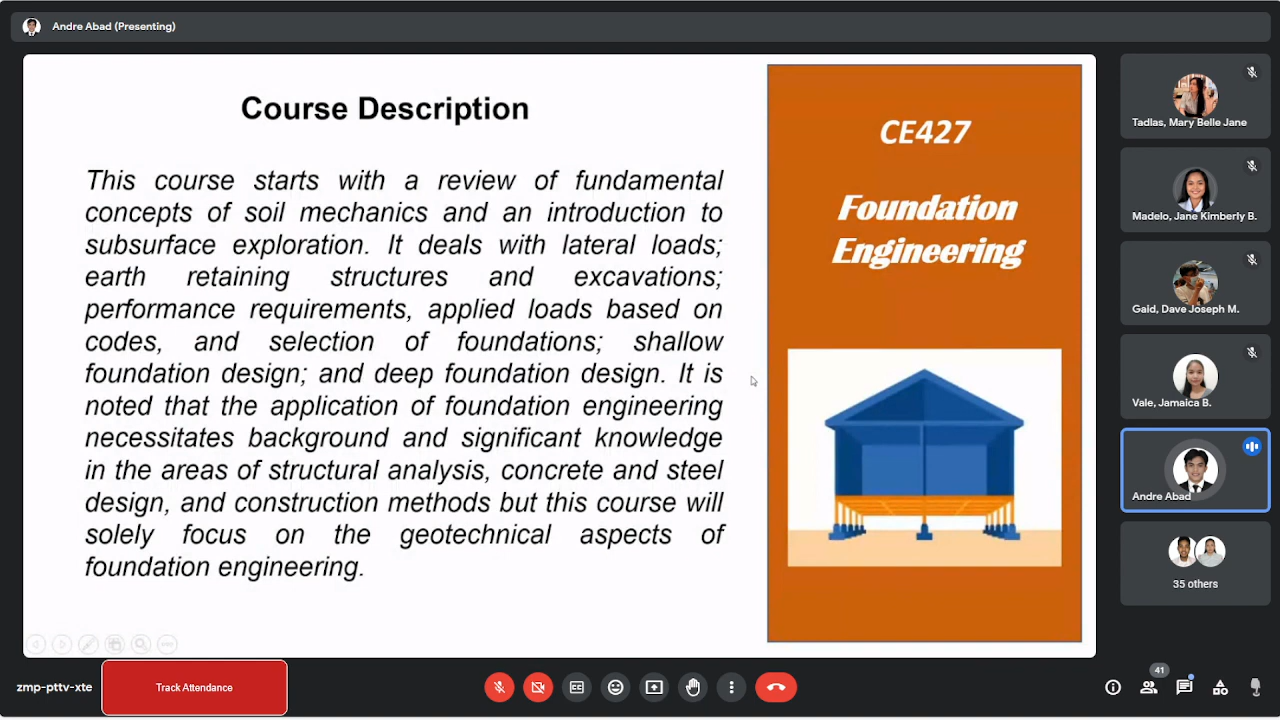 Andre Abad (Presenting)
Course Description
This course starts with a review of fundamental
concepts of soil mechanics and an introduction to
subsurface exploration. It deals with lateral loads;
earth retaining structures and excavations;
performance requirements, applied loads based on
codes, and selection of foundations; shallow
foundation design; and deep foundation design. It is
noted that the application of foundation engineering
necessitates background and significant knowledge
in the areas of structural analysis, concrete and steel
design, and construction methods but this course will
solely focus on the geotechnical aspects of
foundation engineering.
CE427
Foundation
Engineering
Tadlas, Mary Belle Jane
Madelo, Jane Kimberly B.
Gaid, Dave Joseph M.
Vale, Jamaica B.
Andre Abad
35 others
zmp-pttv-xte
Track Attendance
CC
41